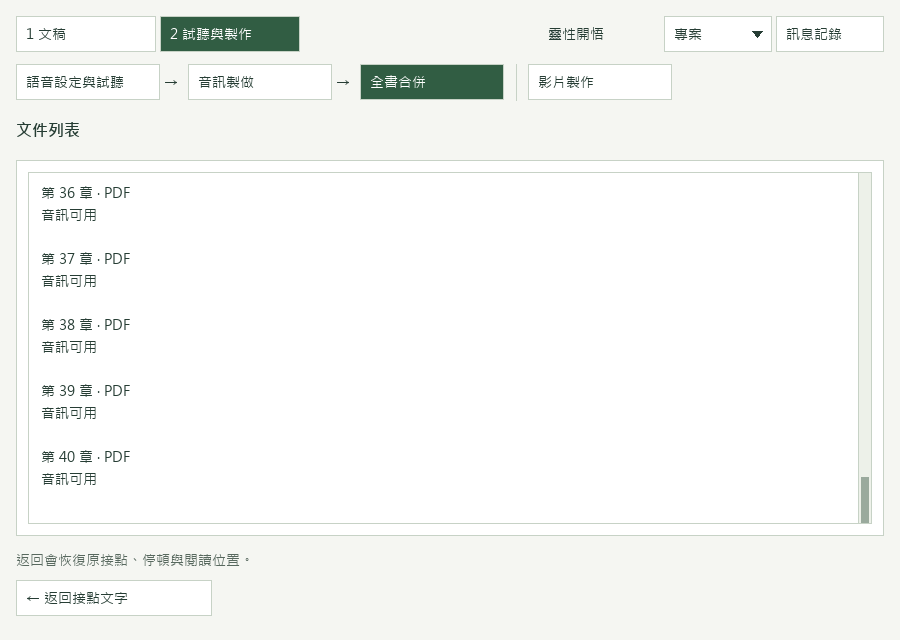 1 文稿
2 試聽與製作
靈性開悟
專案
訊息記錄
語音設定與試聽
→
音訊製做
→
全書合併
影片製作
文件列表
第 36 章 · PDF
音訊可用
第 37 章 · PDF
音訊可用
第 38 章 · PDF
音訊可用
第 39 章 · PDF
音訊可用
第 40 章 · PDF
音訊可用
返回會恢復原接點、停頓與閱讀位置。
← 返回接點文字